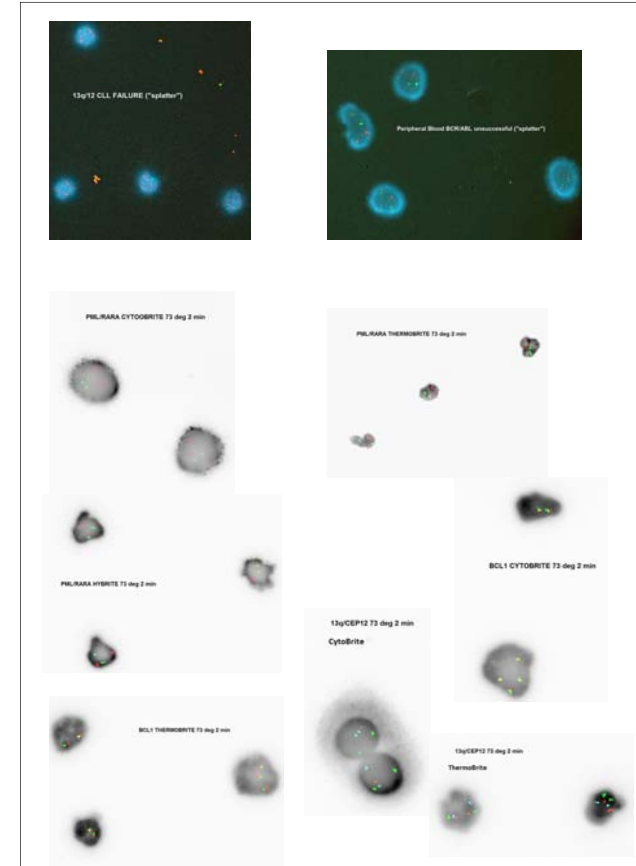 13q/12 CLL FAILURE ("splatter")
Peripheral Blood BCR/ABL unsuccessful ("splatter")
PML/RARA CYTOOBRITE 73 deg 2 min
PML/RARA THERMOBRITE 73 deg 2 min
PML/RARA HYBRITE 73 deg 2 min
BCL1 CYTOBRITE 73 deg 2 min
13q/CEP12 73 deg 2 min
CytoBrite
BCL1 THERMOBRITE 73 deg 2 min
13q/CEP12 73 deg 2 min
ThermoBrite